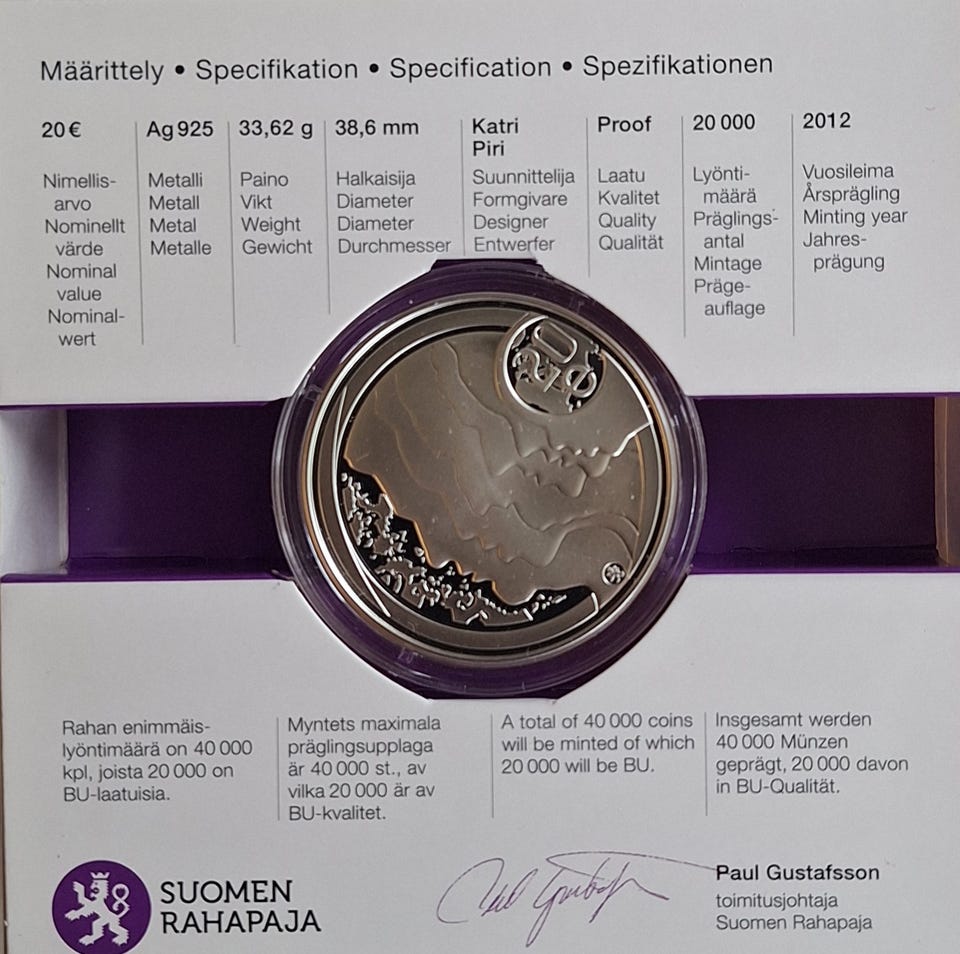 Määrittely • Specifikation • Specification • Spezifikationen
20 €
Nimellis-
arvo
Nominellt
värde
Nominal
value
Nominal-
wert
Ag 925
Metalli
Metall
Metal
Metalle
33,62 g
Paino
Vikt
Weight
Gewicht
38,6 mm
Halkaisija
Diameter
Diameter
Durchmesser
Katri
Piri
Suunnittelija
Formgivare
Designer
Entwerfer
Proof
Laatu
Kvalitet
Quality
Qualität
20 000
Lyönti-
määrä
Präglings-
antal
Mintage
Präge-
auflage
2012
Vuosileima
Årsprägling
Minting year
Jahres-
prägung
Rahan enimmäis-
lyöntimäärä on 40 000
kpl, joista 20 000 on
BU-laatuisia.
Myntets maximala
präglingsupplaga
är 40 000 st., av
vilka 20 000 är av
BU-kvalitet.
A total of 40 000 coins
will be minted of which
20 000 will be BU.
Insgesamt werden
40 000 Münzen
geprägt, 20 000 davon
in BU-Qualität.
SUOMEN
RAHAPAJA
Paul Gustafsson
toimitusjohtaja
Suomen Rahapaja